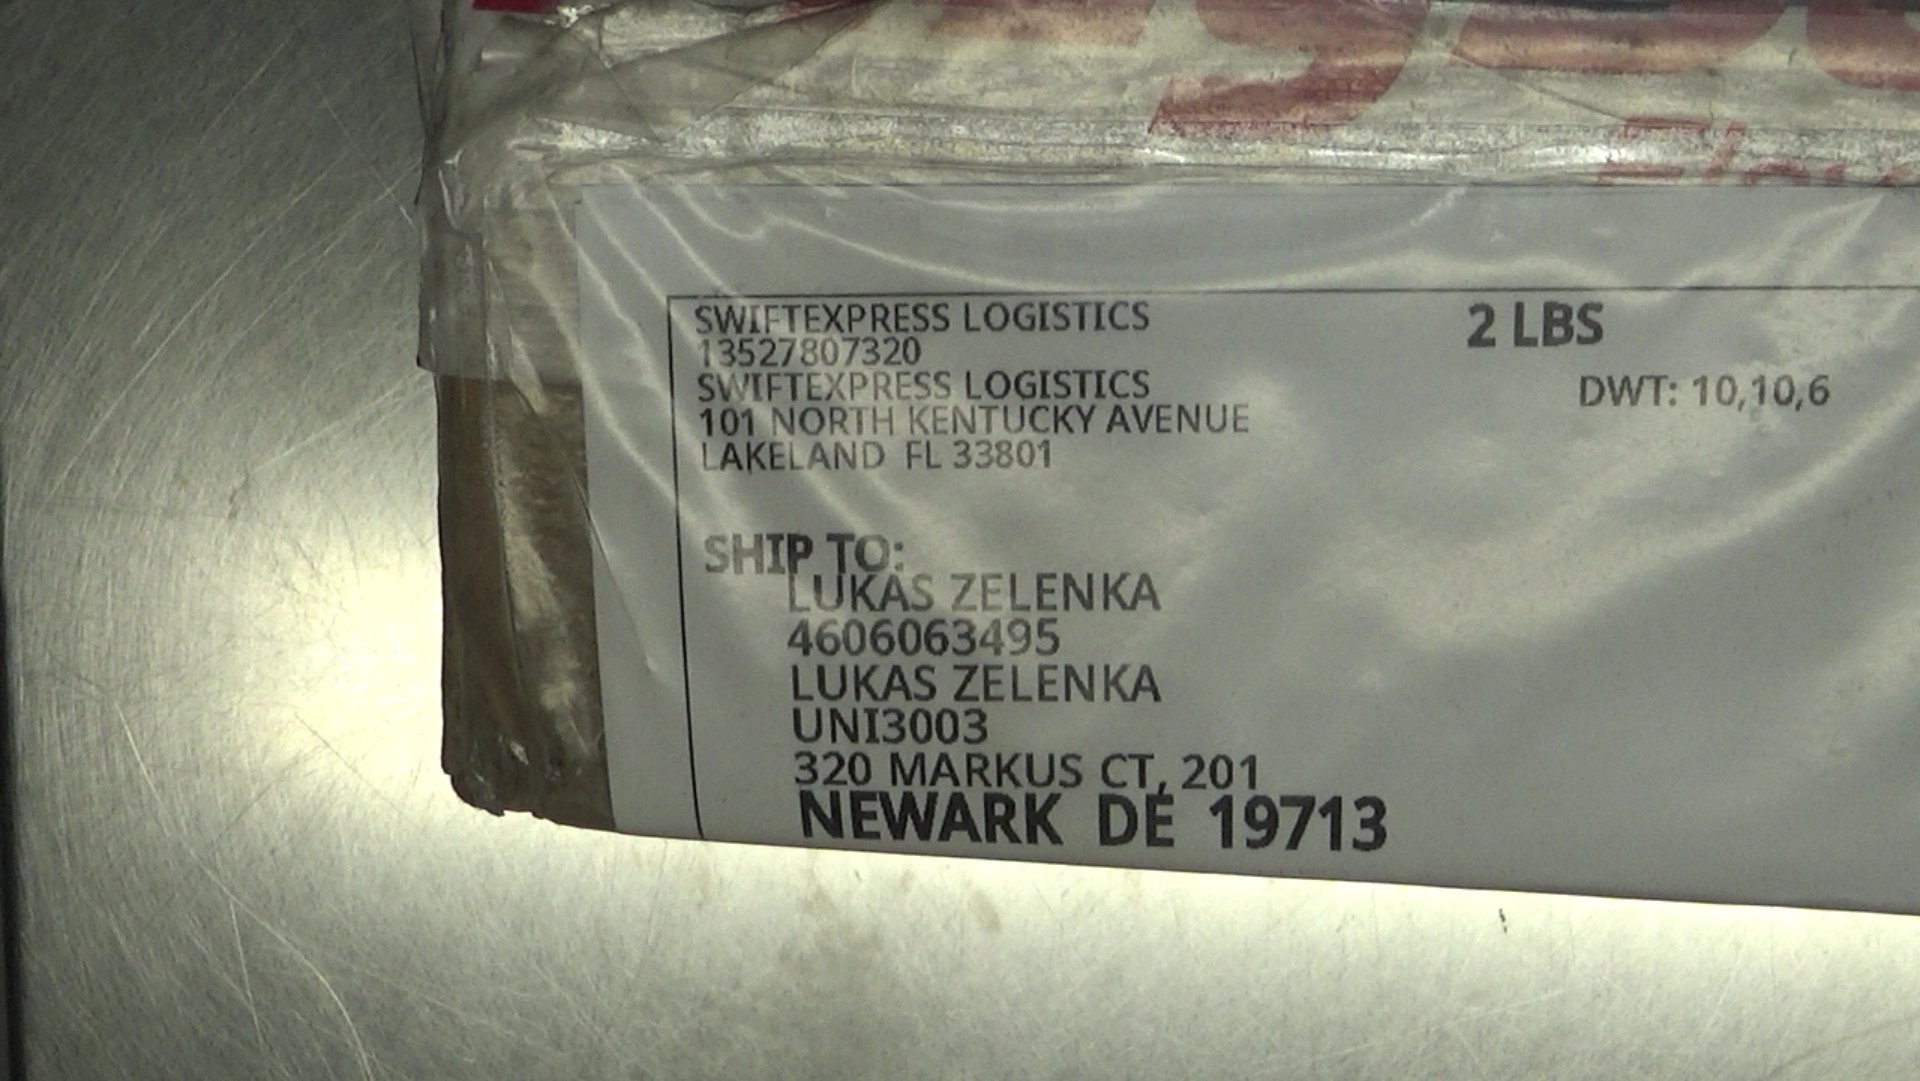 SWIFTEXPRESS LOGISTICS
13527807320
SWIFTEXPRESS LOGISTICS
101 NORTH KENTUCKY AVENUE
LAKELAND FL 33801
2 LBS
DWT: 10,10,6
SHIP TO:
LUKAS ZELENKA
4606063495
LUKAS ZELENKA
UNI3003
320 MARKUS CT, 201
NEWARK DE 19713